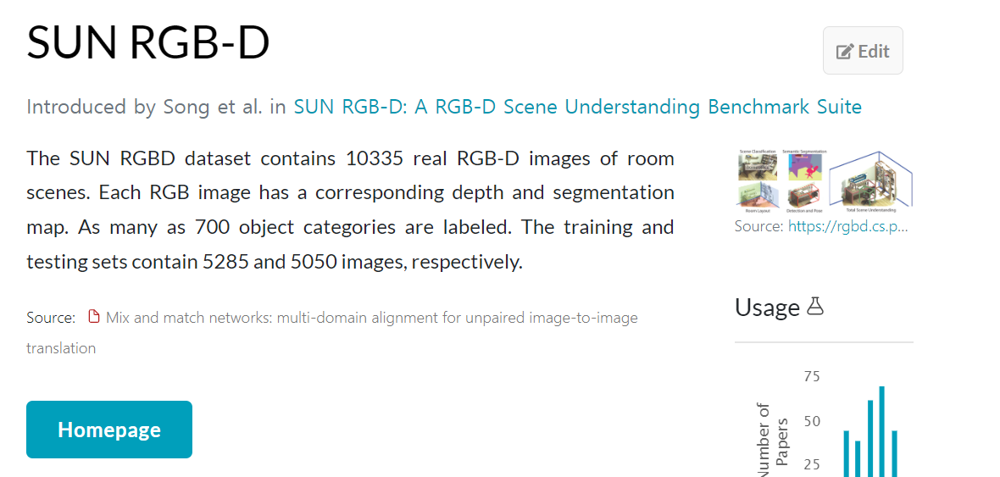 SUN RGB-D
Edit
Introduced by Song et al. in SUN RGB-D: A RGB-D Scene Understanding Benchmark Suite
The SUN RGBD dataset contains 10335 real RGB-D images of room
scenes. Each RGB image has a corresponding depth and segmentation
map. As many as 700 object categories are labeled. The training and
testing sets contain 5285 and 5050 images, respectively.
Source: Mix and match networks: multi-domain alignment for unpaired image-to-image
translation
Homepage
Scene Classification
Semantic Segmentation
Room Layout
Detection and Pose
Total Scene Understanding
Source: https://rgbd.cs.p...
Usage
75
50
25
Number of
Papers